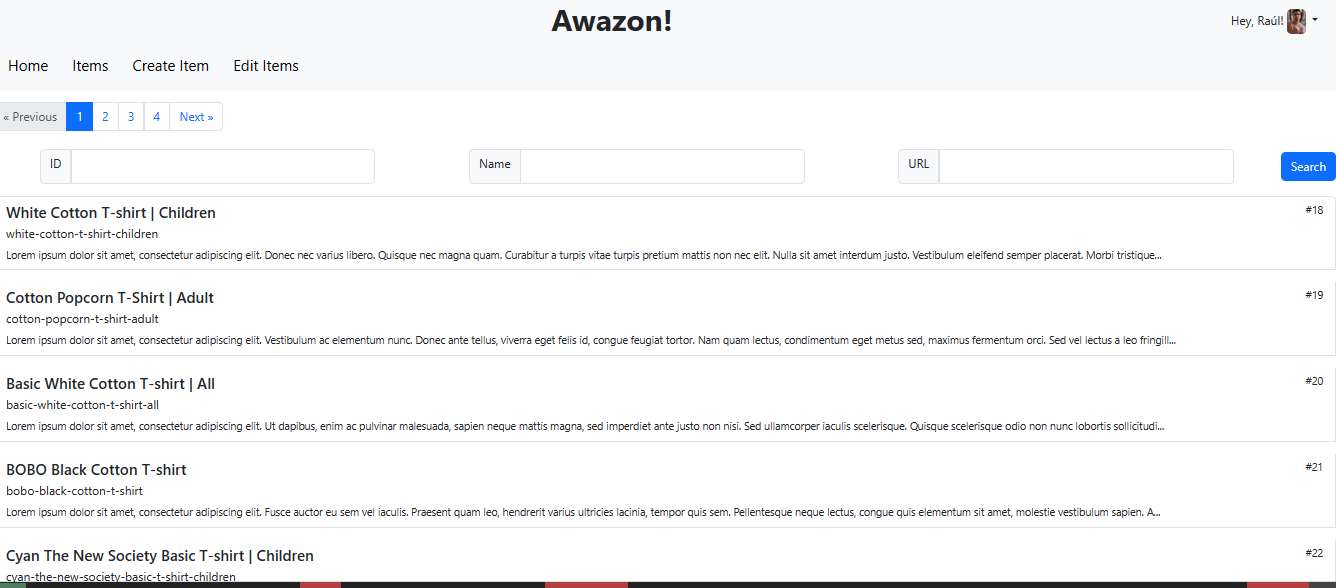 Awazon!
Hey, Raúl!
Home Items Create Item Edit Items
« Previous 1 2 3 4 Next »
ID Name URL Search
White Cotton T-shirt | Children #18
white-cotton-t-shirt-children
Lorem ipsum dolor sit amet, consectetur adipiscing elit. Donec nec varius libero. Quisque nec magna quam. Curabitur a turpis vitae turpis pretium mattis non nec elit. Nulla sit amet interdum justo. Vestibulum eleifend semper placerat. Morbi tristique...
Cotton Popcorn T-Shirt | Adult #19
cotton-popcorn-t-shirt-adult
Lorem ipsum dolor sit amet, consectetur adipiscing elit. Vestibulum ac elementum nunc. Donec ante tellus, viverra eget felis id, congue feugiat tortor. Nam quam lectus, condimentum eget metus sed, maximus fermentum orci. Sed vel lectus a leo fringill...
Basic White Cotton T-shirt | All #20
basic-white-cotton-t-shirt-all
Lorem ipsum dolor sit amet, consectetur adipiscing elit. Ut dapibus, enim ac pulvinar malesuada, sapien neque mattis magna, sed imperdiet ante justo non nisi. Sed ullamcorper iaculis scelerisque. Quisque scelerisque odio non nunc lobortis sollicitudi...
BOBO Black Cotton T-shirt #21
bobo-black-cotton-t-shirt
Lorem ipsum dolor sit amet, consectetur adipiscing elit. Fusce auctor eu sem vel iaculis. Praesent quam leo, hendrerit varius ultricies lacinia, tempor quis sem. Pellentesque neque lectus, congue quis elementum sit amet, molestie vestibulum sapien. A...
Cyan The New Society Basic T-shirt | Children #22
cyan-the-new-society-basic-t-shirt-children